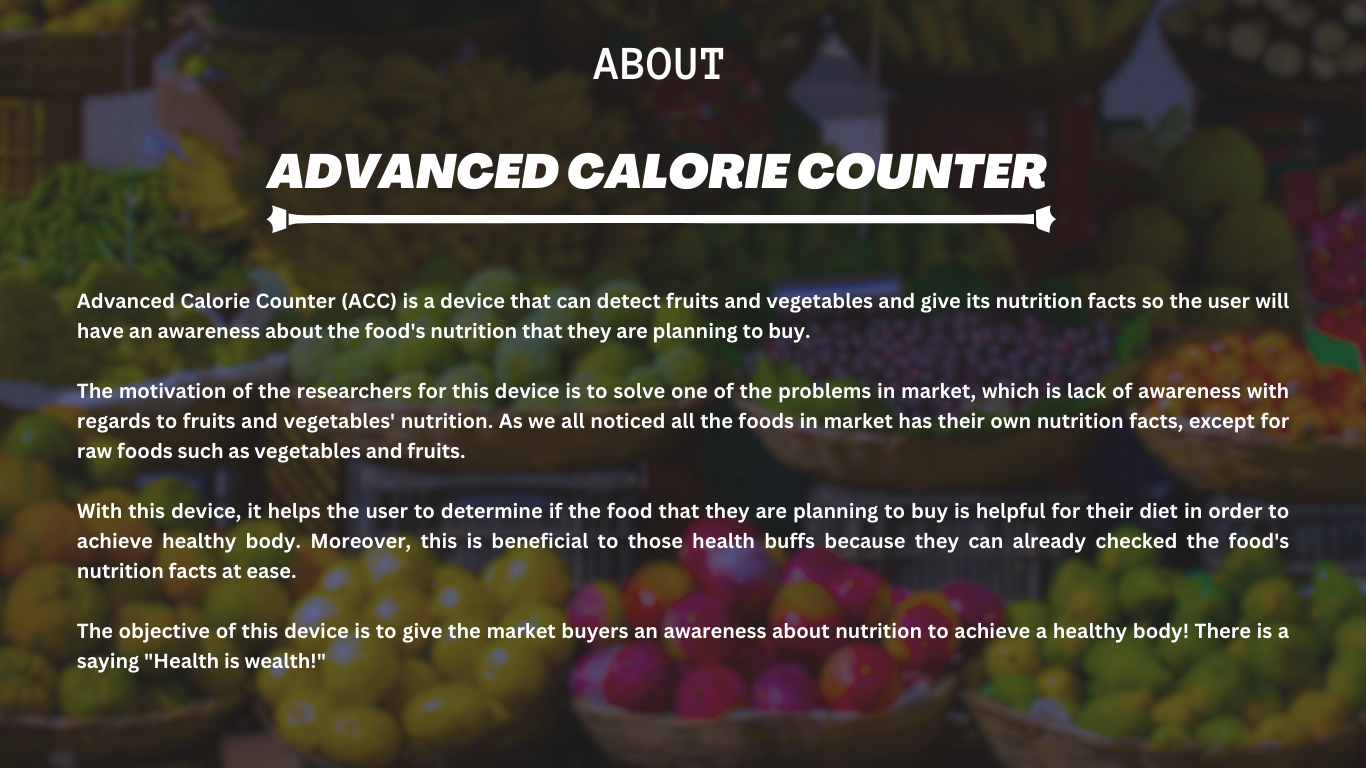 ABOUT
ADVANCED CALORIE COUNTER
Advanced Calorie Counter (ACC) is a device that can detect fruits and vegetables and give its nutrition facts so the user will
have an awareness about the food's nutrition that they are planning to buy.
The motivation of the researchers for this device is to solve one of the problems in market, which is lack of awareness with
regards to fruits and vegetables' nutrition. As we all noticed all the foods in market has their own nutrition facts, except for
raw foods such as vegetables and fruits.
With this device, it helps the user to determine if the food that they are planning to buy is helpful for their diet in order to
achieve healthy body. Moreover, this is beneficial to those health buffs because they can already checked the food's
nutrition facts at ease.
The objective of this device is to give the market buyers an awareness about nutrition to achieve a healthy body! There is a
saying "Health is wealth!"